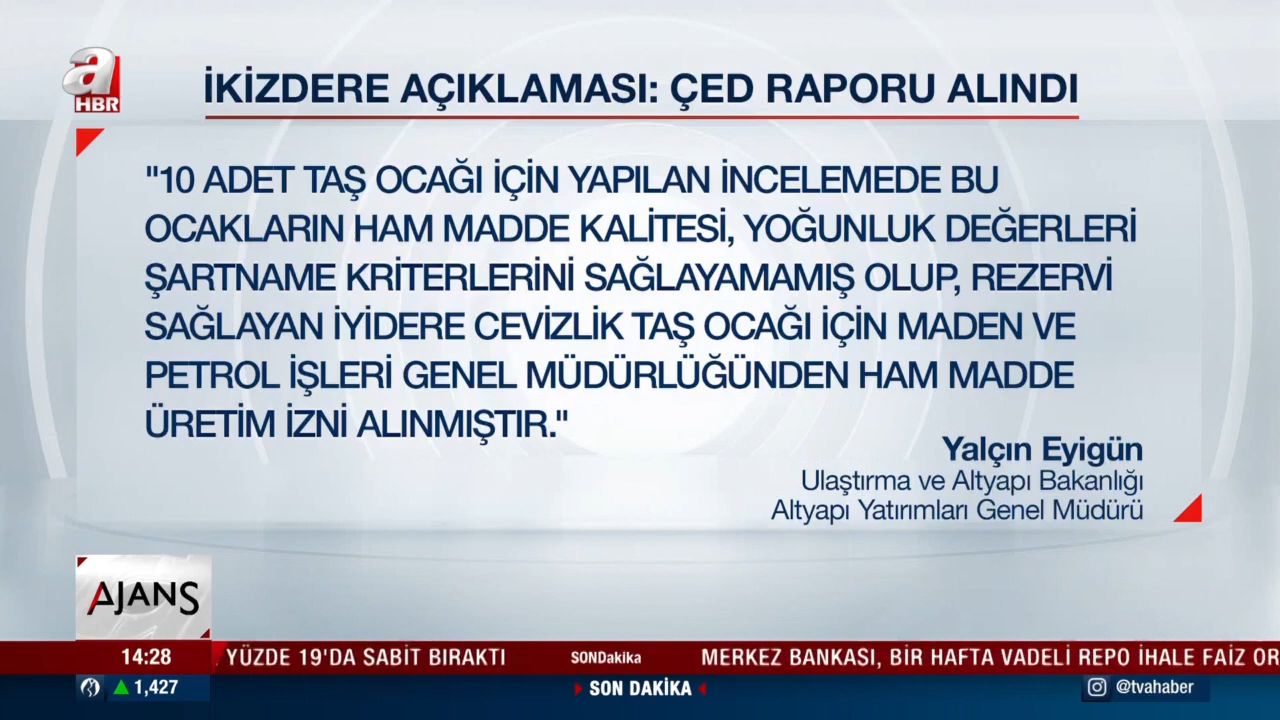 a
HBR
İKİZDERE AÇIKLAMASI: ÇED RAPORU ALINDI
"10 ADET TAŞ OCAĞI İÇİN YAPILAN İNCELEMEDE BU
OCAKLARIN HAM MADDE KALİTESİ, YOĞUNLUK DEĞERLERİ
ŞARTNAME KRİTERLERİNİ SAĞLAYAMAMIŞ OLUP, REZERVİ
SAĞLAYAN İYİDERE CEVİZLİK TAŞ OCAĞI İÇİN MADEN VE
PETROL İŞLERİ GENEL MÜDÜRLÜĞÜNDEN HAM MADDE
ÜRETİM İZNİ ALINMIŞTIR."
Yalçın Eyigün
Ulaştırma ve Altyapı Bakanlığı
Altyapı Yatırımları Genel Müdürü
AJANS
14:28 YÜZDE 19'DA SABİT BIRAKTI SONDakika MERKEZ BANKASI, BİR HAFTA VADELİ REPO İHALE FAİZ OR
1,427 SON DAKİKA @tvahaber